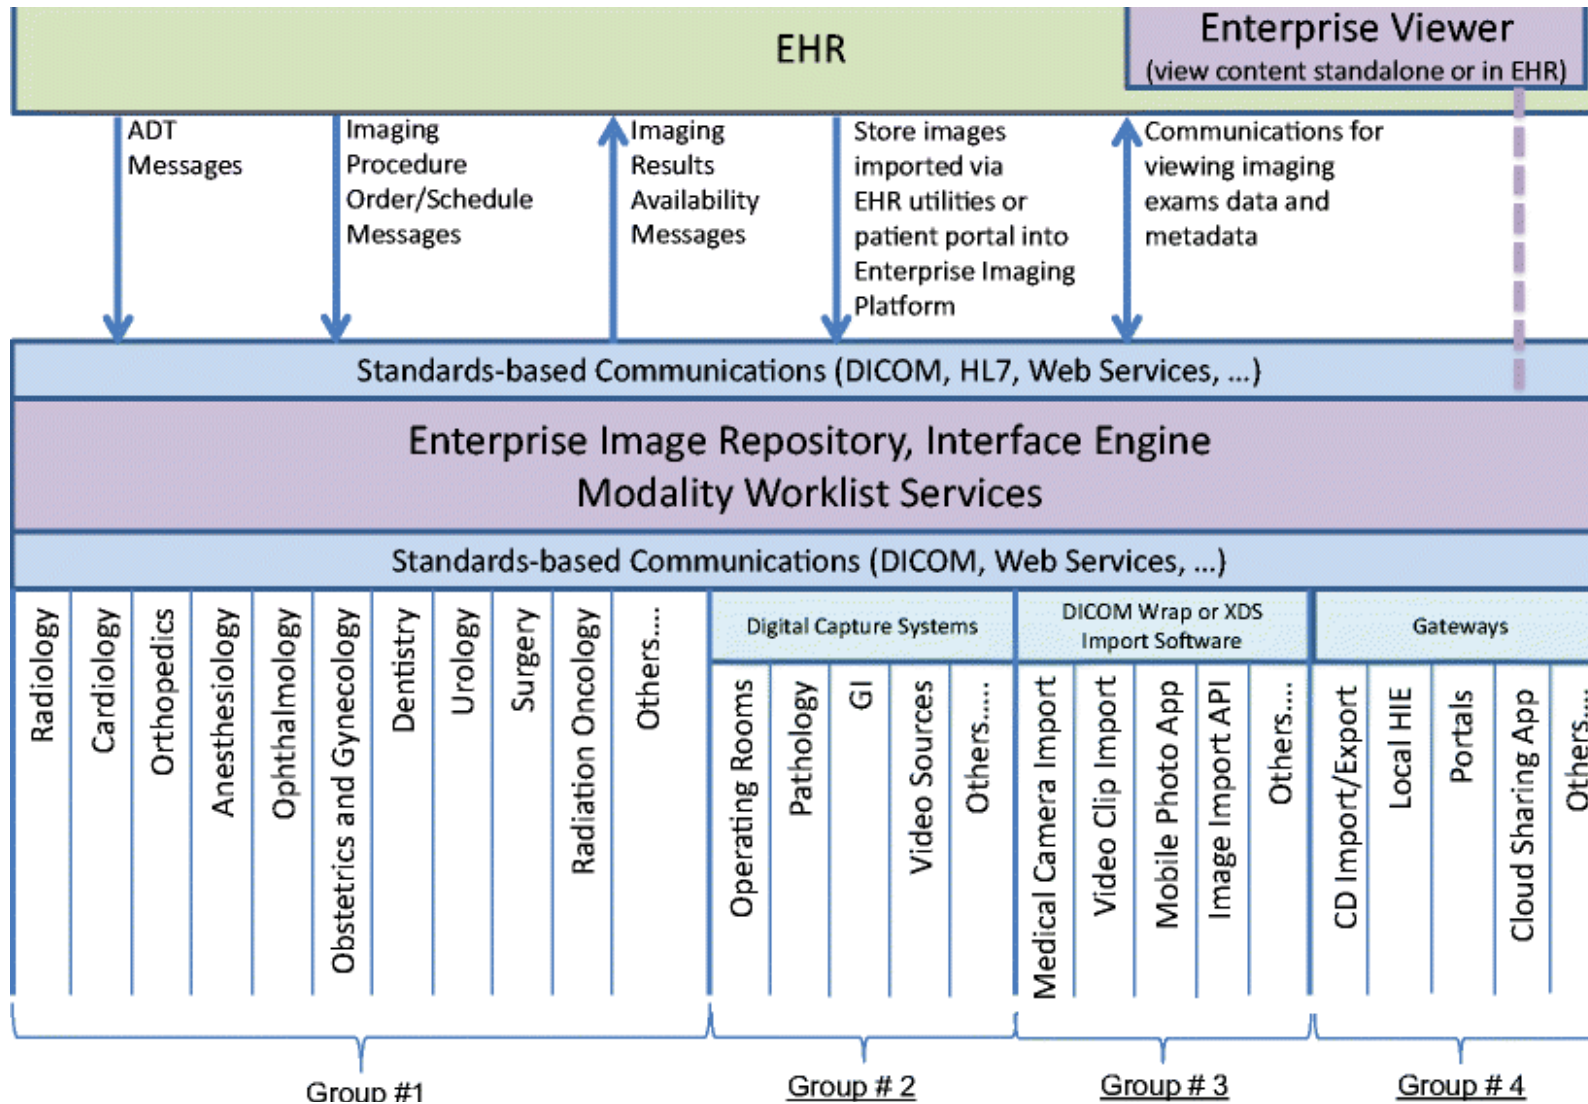 EHR
Enterprise Viewer
(view content standalone or in EHR)
ADT
Messages
Imaging
Procedure
Order/Schedule
Messages
Imaging
Results
Availability
Messages
Store images
imported via
EHR utilities or
patient portal into
Enterprise Imaging
Platform
Communications for
viewing imaging
exams data and
metadata
Standards-based Communications (DICOM, HL7, Web Services, ...)
Enterprise Image Repository, Interface Engine
Modality Worklist Services
Standards-based Communications (DICOM, Web Services, ...)
Radiology
Cardiology
Orthopedics
Anesthesiology
Ophthalmology
Obstetrics and Gynecology
Dentistry
Urology
Surgery
Radiation Oncology
Others....
Digital Capture Systems
Operating Rooms
Pathology
GI
Video Sources
Others.....
DICOM Wrap or XDS
Import Software
Medical Camera Import
Video Clip Import
Mobile Photo App
Image Import API
Others...
Gateways
CD Import/Export
Local HIE
Portals
Cloud Sharing App
Others....
Group #1
Group # 2
Group # 3
Group # 4